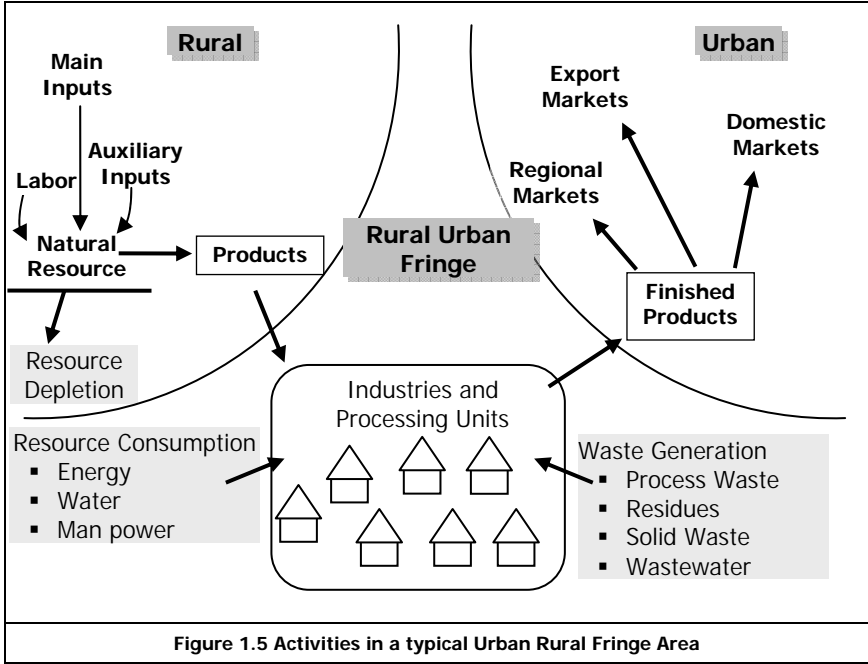 Rural
Urban
Main
Inputs
Auxiliary
Inputs
Labor
Natural
Resource
Products
Resource
Depletion
Rural Urban
Fringe
Export
Markets
Domestic
Markets
Regional
Markets
Finished
Products
Industries and
Processing Units
Resource Consumption
▪ Energy
▪ Water
▪ Man power
Waste Generation
▪ Process Waste
▪ Residues
▪ Solid Waste
▪ Wastewater
Figure 1.5 Activities in a typical Urban Rural Fringe Area